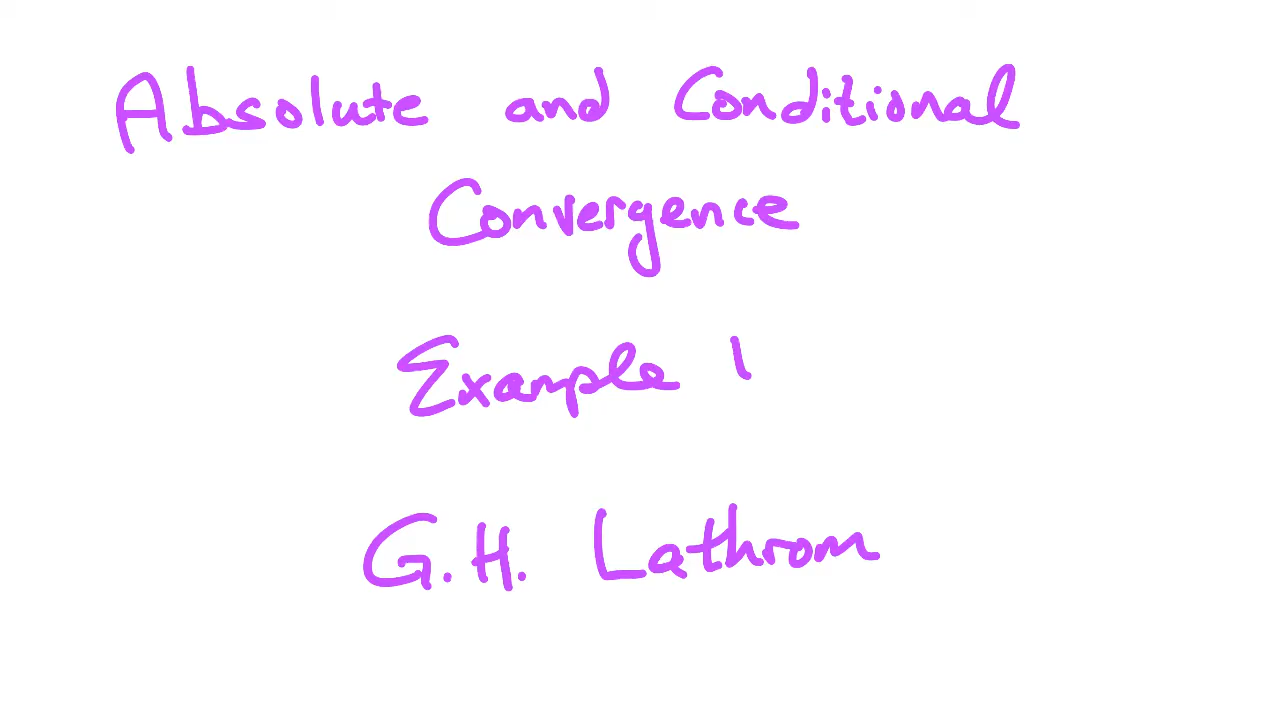 Absolute and Conditional
Convergence
Example 1
G.H. Lathrom